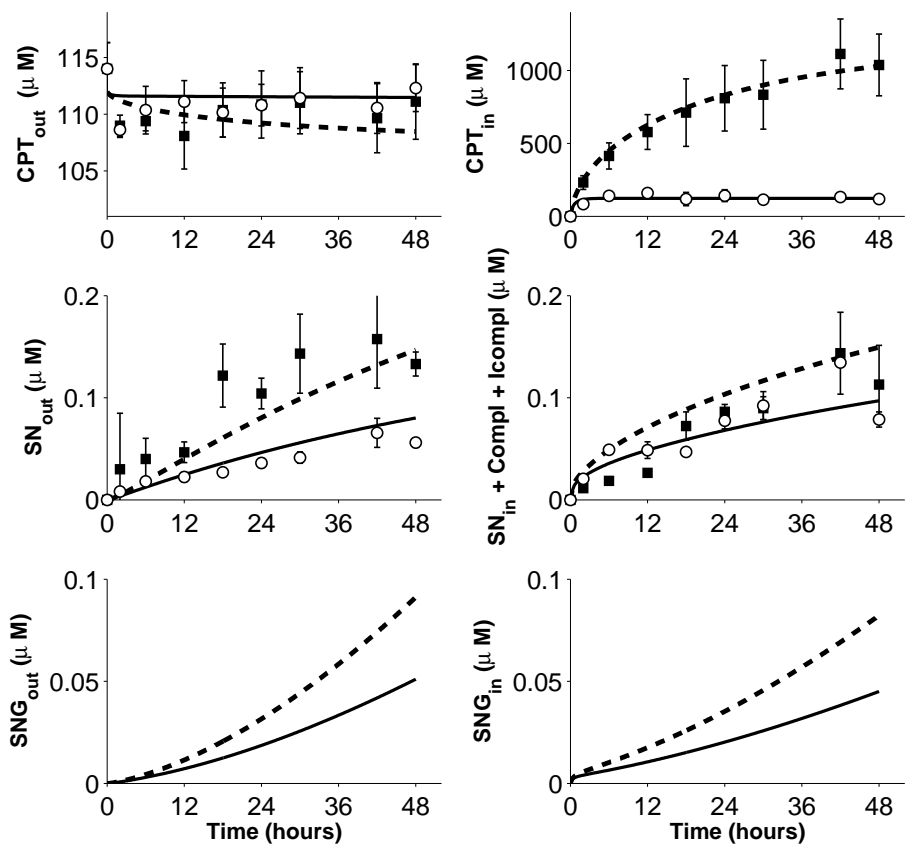 CPT_out (μ M)
115
110
105
0 12 24 36 48
CPT_in (μ M)
1000
500
0
0 12 24 36 48
SN_out (μ M)
0.2
0.1
0
0 12 24 36 48
SN_in + Compl + Icompl (μ M)
0.2
0.1
0
0 12 24 36 48
SNG_out (μ M)
0.1
0.05
0
0 12 24 36 48
Time (hours)
SNG_in (μ M)
0.1
0.05
0
0 12 24 36 48
Time (hours)